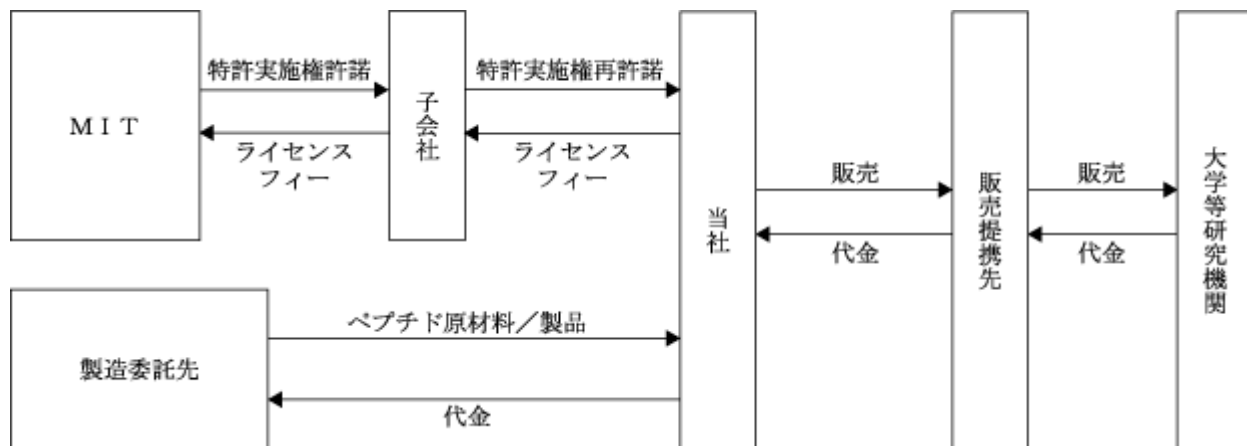 MIT
特許実施権許諾
ライセンス
フィー
子会社
特許実施権再許諾
ライセンス
フィー
当社
販売
代金
販売提携先
販売
代金
大学等研究機関
製造委託先
ペプチド原材料/製品
代金